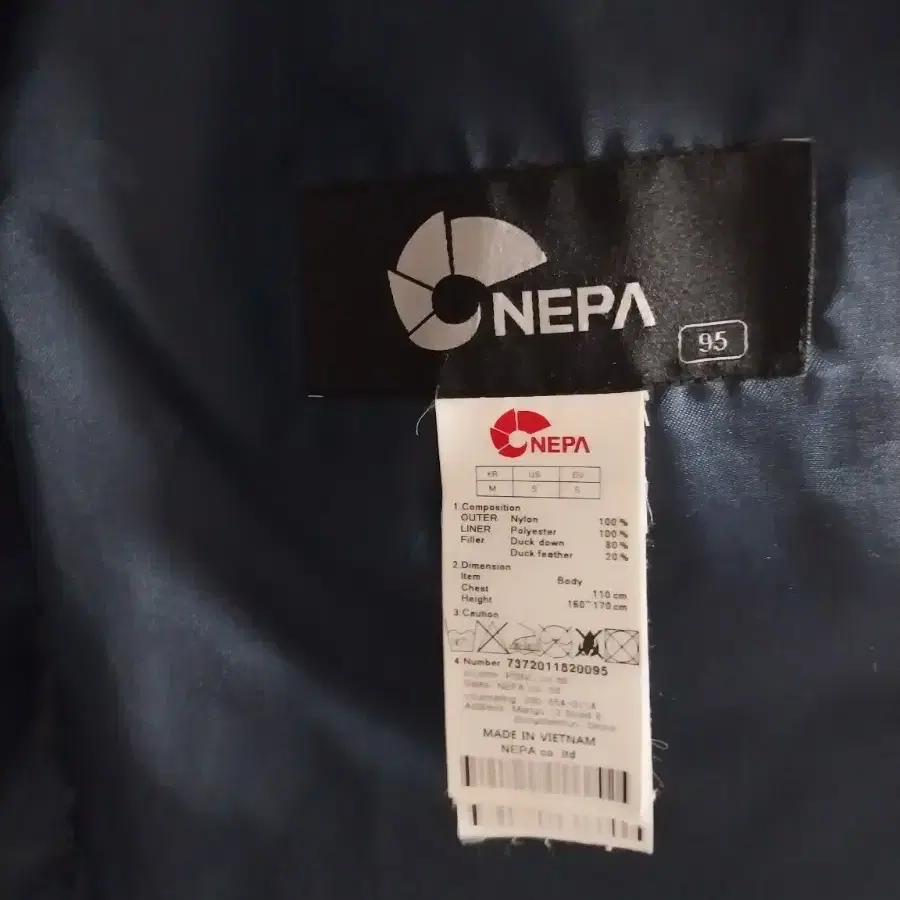 NEPA
95
NEPA
KR US EU
M S S
1.Composition
OUTER Nylon 100%
LINER Polyester 100%
Filler Duck down 80%
Duck feather 20%
2.Dimension
Item Body
Chest 110 cm
Height 160~170 cm
3.Caution
4 Number 7372011820095
MADE IN VIETNAM
NEPA co. ltd